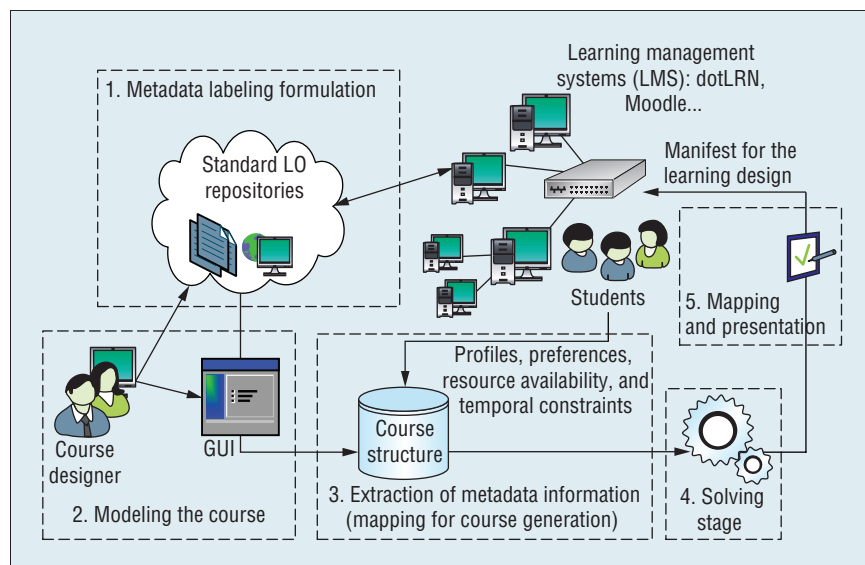 Learning management
systems (LMS): dotLRN,
Moodle...
1. Metadata labeling formulation
Standard LO
repositories
Manifest for the
learning design
Students
5. Mapping
and presentation
Profiles, preferences,
resource availability, and
temporal constraints
Course
designer
GUI
Course
structure
2. Modeling the course
3. Extraction of metadata information
(mapping for course generation)
4. Solving
stage